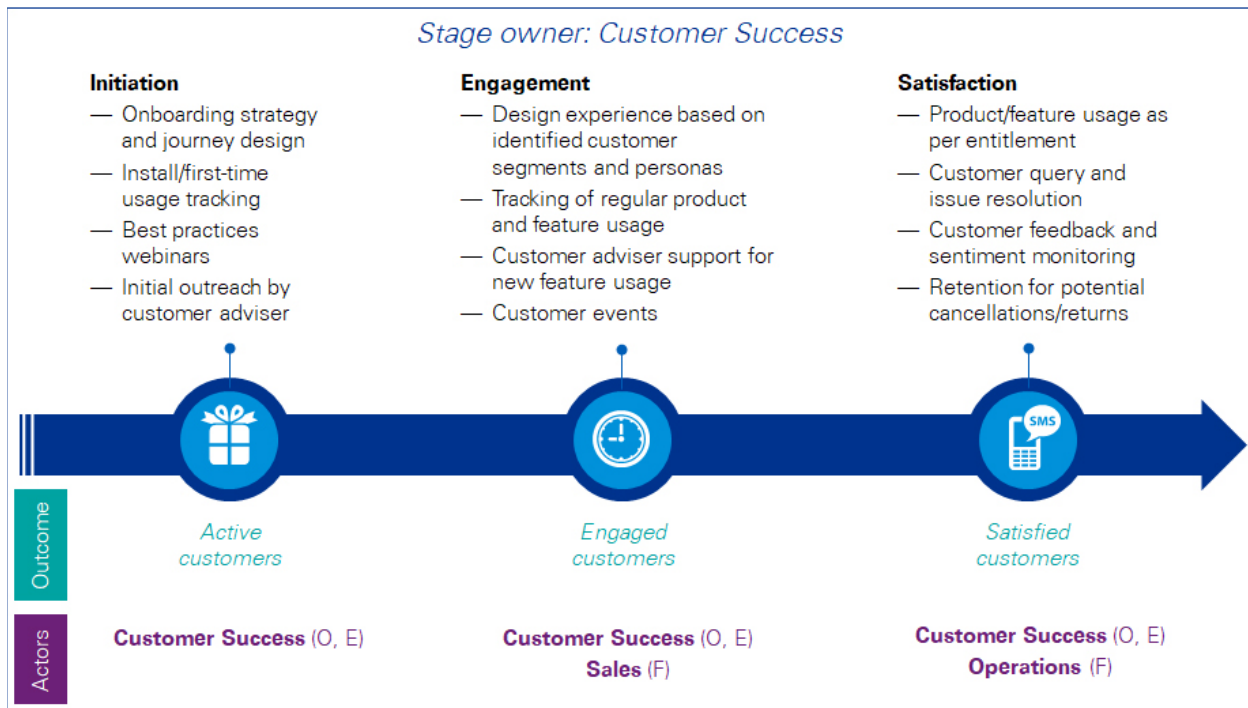 Stage owner: Customer Success
Initiation
— Onboarding strategy
and journey design
— Install/first-time
usage tracking
— Best practices
webinars
— Initial outreach by
customer adviser
Engagement
— Design experience based on
identified customer
segments and personas
— Tracking of regular product
and feature usage
— Customer adviser support for
new feature usage
— Customer events
Satisfaction
— Product/feature usage as
per entitlement
— Customer query and
issue resolution
— Customer feedback and
sentiment monitoring
— Retention for potential
cancellations/returns
SMS
Outcome
Active
customers
Engaged
customers
Satisfied
customers
Actors
Customer Success (O, E)
Customer Success (O, E)
Sales (F)
Customer Success (O, E)
Operations (F)